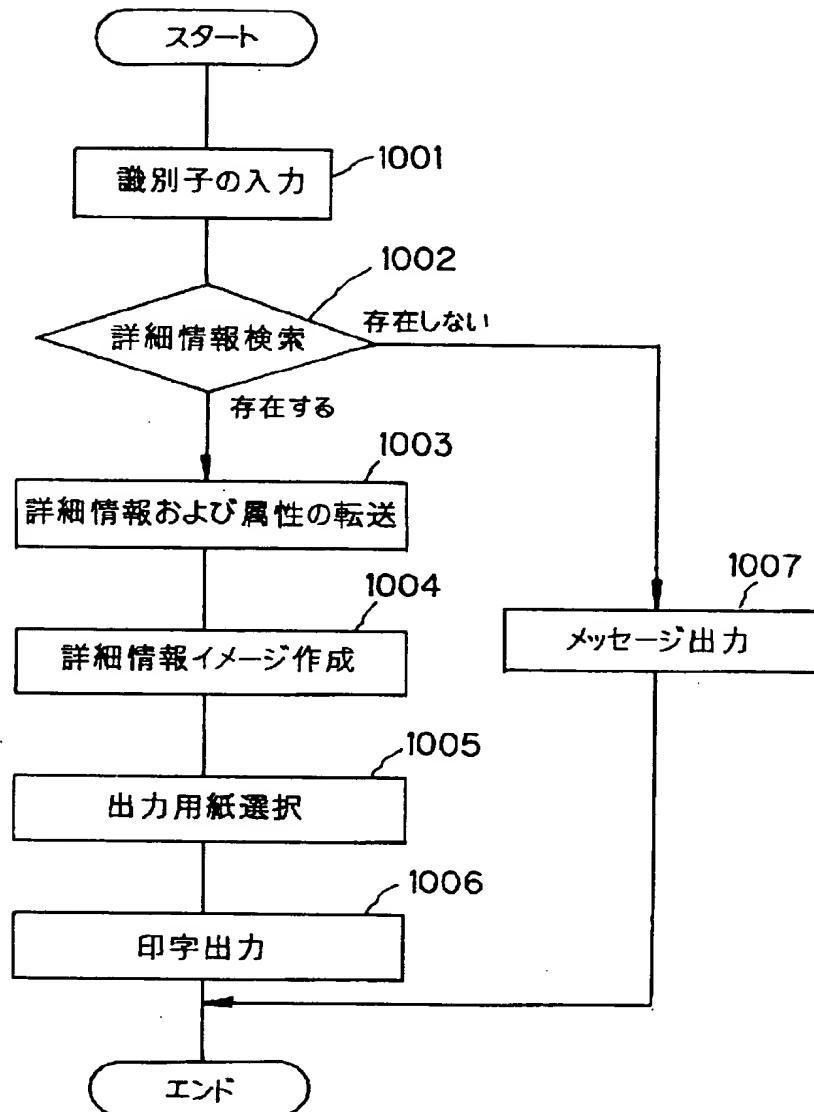 スタート
識別子の入力
1001
詳細情報検索
1002
存在しない
存在する
詳細情報および属性の転送
1003
詳細情報イメージ作成
1004
メッセージ出力
1007
出力用紙選択
1005
印字出力
1006
エンド